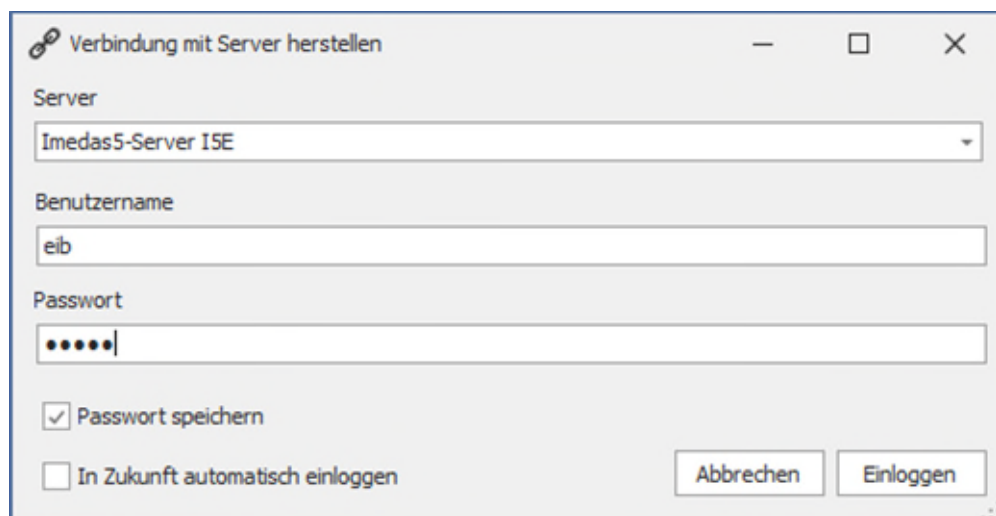 Verbindung mit Server herstellen
Server
Imedas5-Server I5E
Benutzername
eib
Passwort
●●●●●
Passwort speichern
In Zukunft automatisch einloggen
Abbrechen
Einloggen